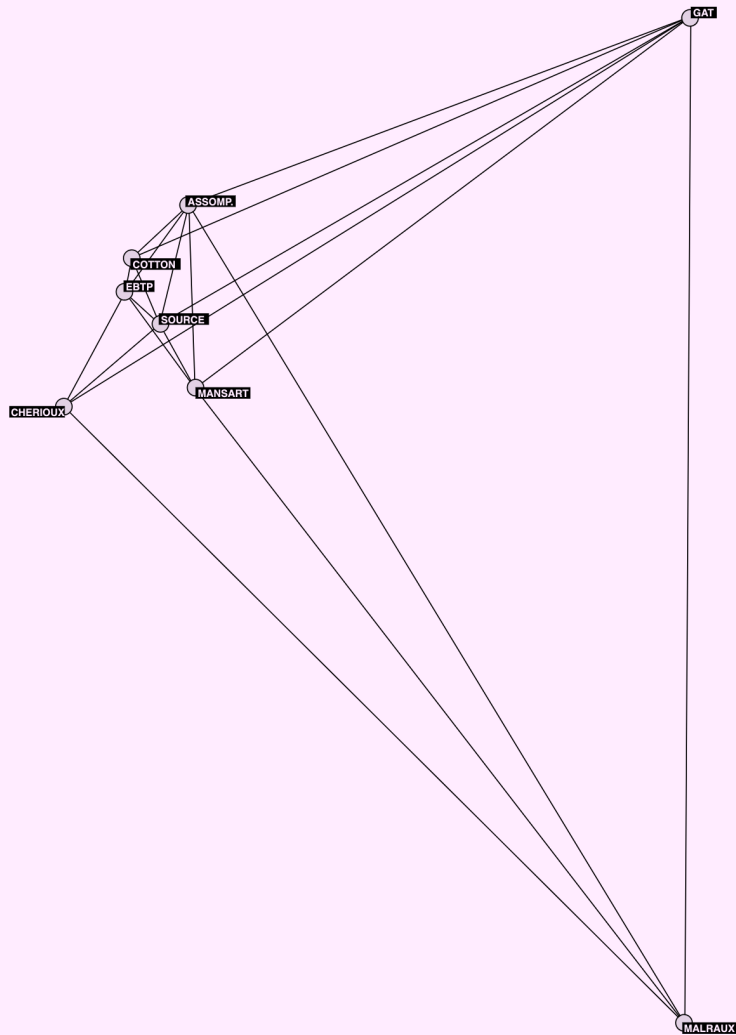 GAT
ASSOMP.
COTTON
EBTP
SOURCE
MANSART
CHERIOUX
MALRAUX